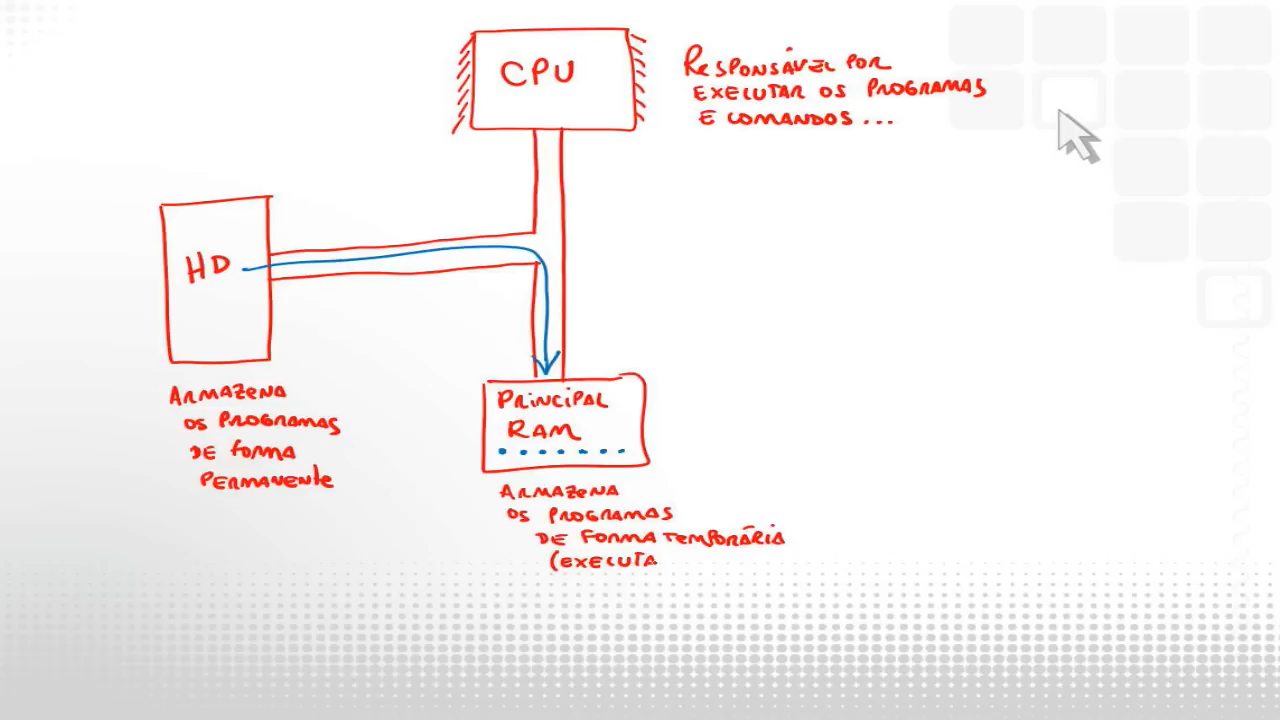 CPU
RESPONSÁVEL POR
EXECUTAR OS PROGRAMAS
E COMANDOS...
HD
ARMAZENA
OS PROGRAMAS
DE FORMA
PERMANENTE
PRINCIPAL
RAM
ARMAZENA
OS PROGRAMAS
DE FORMA TEMPORÁRIA
(EXECUTA